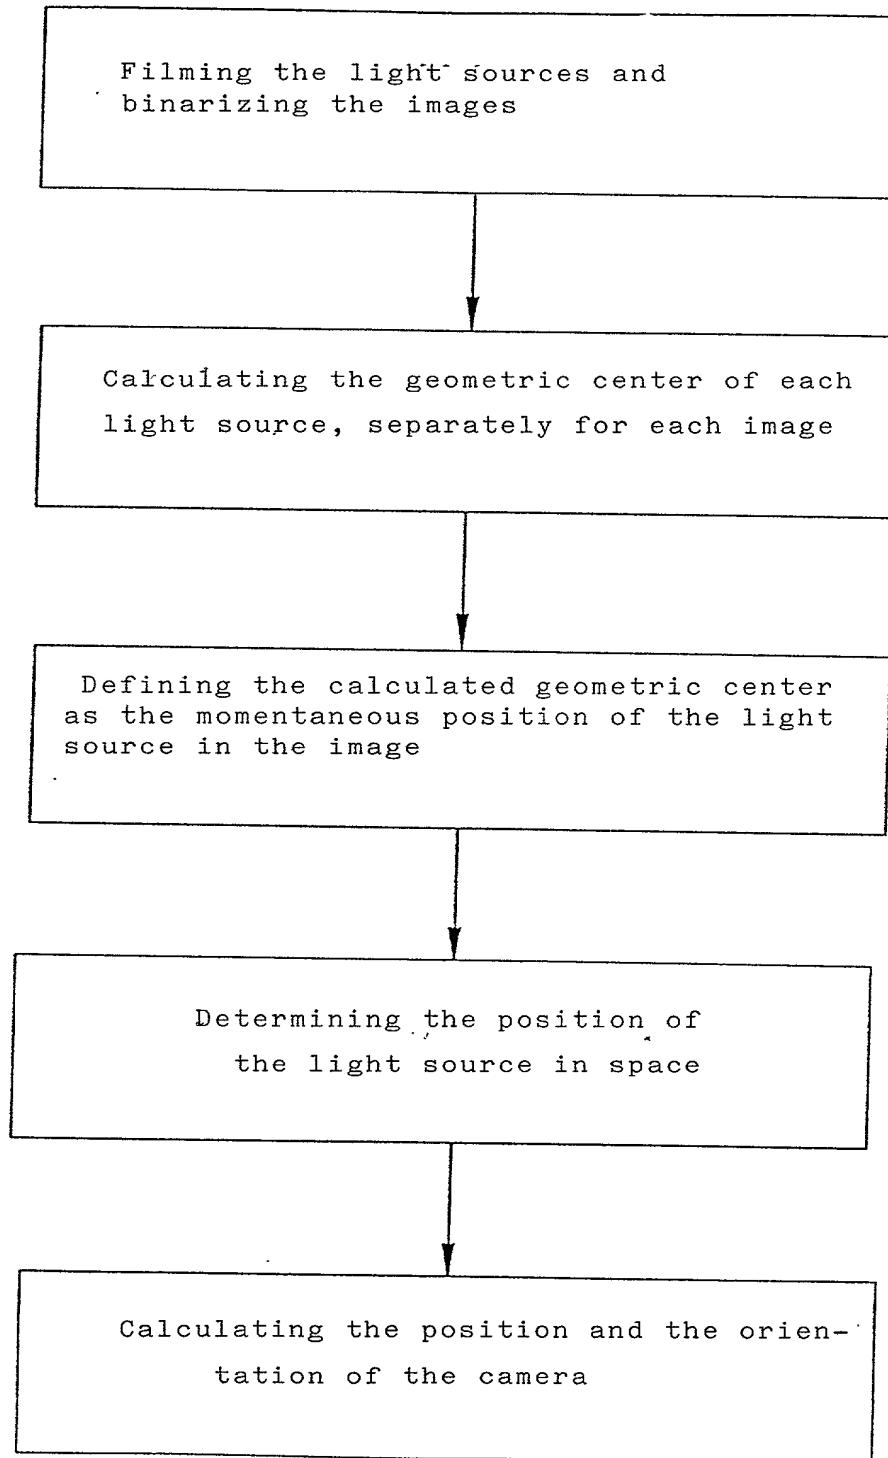 Filming the light sources and
binarizing the images
Calculating the geometric center of each
light source, separately for each image
Defining the calculated geometric center
as the momentaneous position of the light
source in the image
Determining the position of
the light source in space
Calculating the position and the orien-
tation of the camera